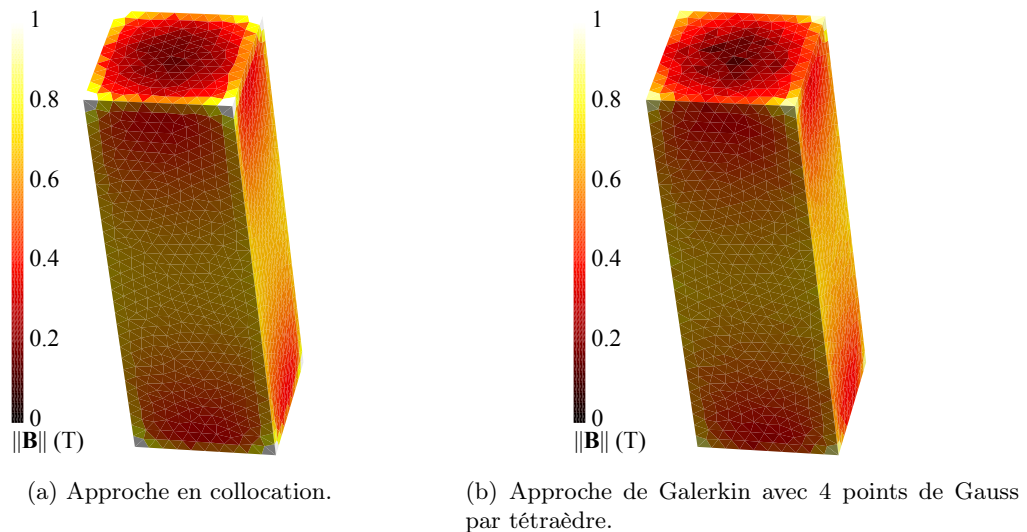 1
0.8
0.6
0.4
0.2
0
||B|| (T)
(a) Approche en collocation.
1
0.8
0.6
0.4
0.2
0
||B|| (T)
(b) Approche de Galerkin avec 4 points de Gauss
par tétraèdre.